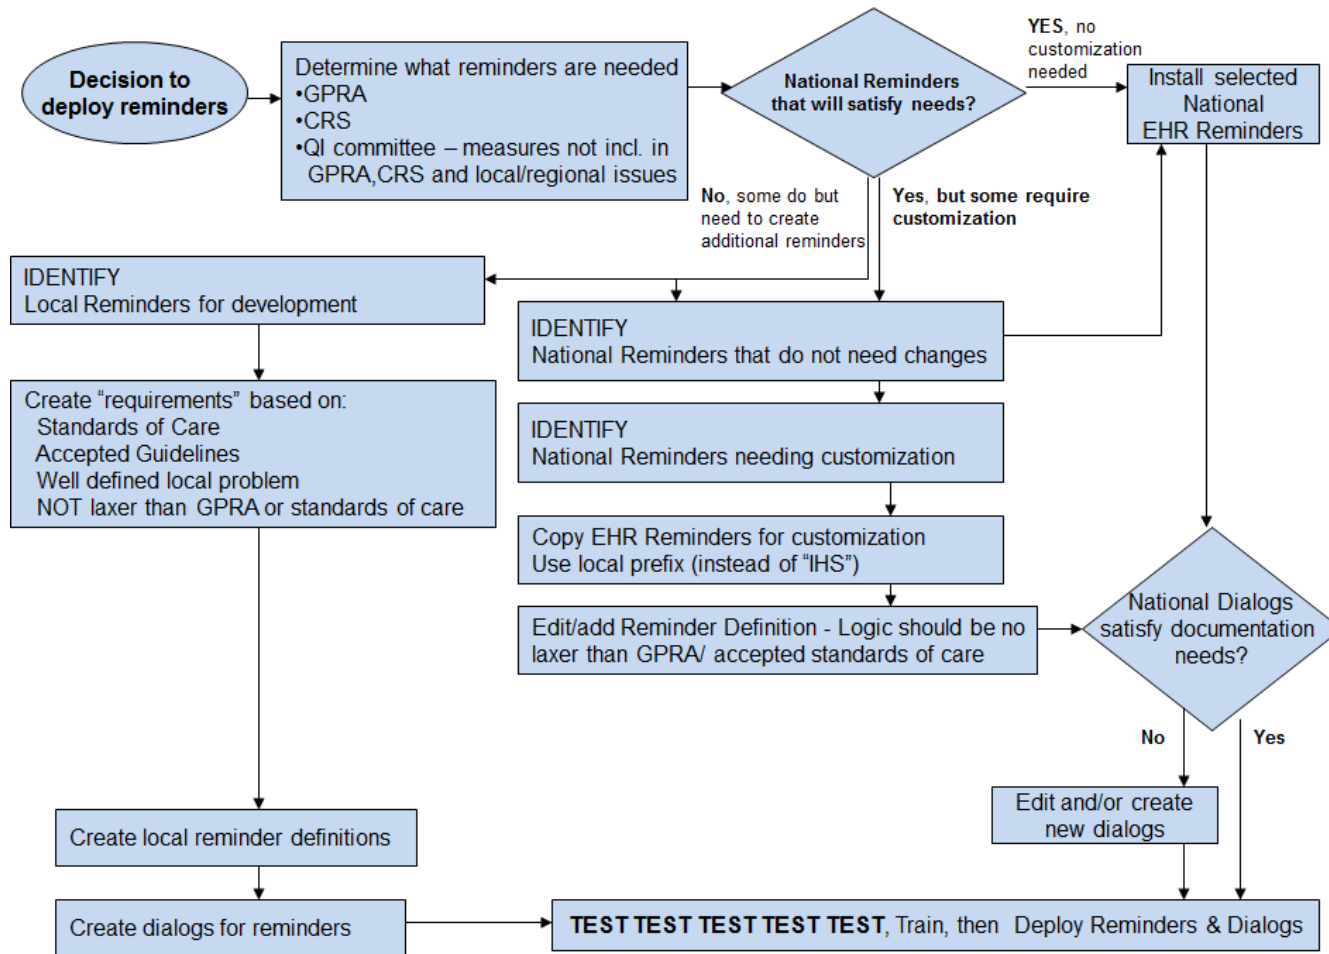 Decision to
deploy reminders
Determine what reminders are needed
•GPRA
•CRS
•QI committee – measures not incl. in
GPRA,CRS and local/regional issues
National Reminders
that will satisfy needs?
YES, no
customization
needed
Install selected
National
EHR Reminders
No, some do but
need to create
additional reminders
Yes, but some require
customization
IDENTIFY
Local Reminders for development
IDENTIFY
National Reminders that do not need changes
Create “requirements” based on:
Standards of Care
Accepted Guidelines
Well defined local problem
NOT laxer than GPRA or standards of care
IDENTIFY
National Reminders needing customization
Copy EHR Reminders for customization
Use local prefix (instead of “IHS”)
Edit/add Reminder Definition - Logic should be no
laxer than GPRA/ accepted standards of care
National Dialogs
satisfy documentation
needs?
No
Yes
Edit and/or create
new dialogs
Create local reminder definitions
Create dialogs for reminders
TEST TEST TEST TEST TEST, Train, then Deploy Reminders & Dialogs